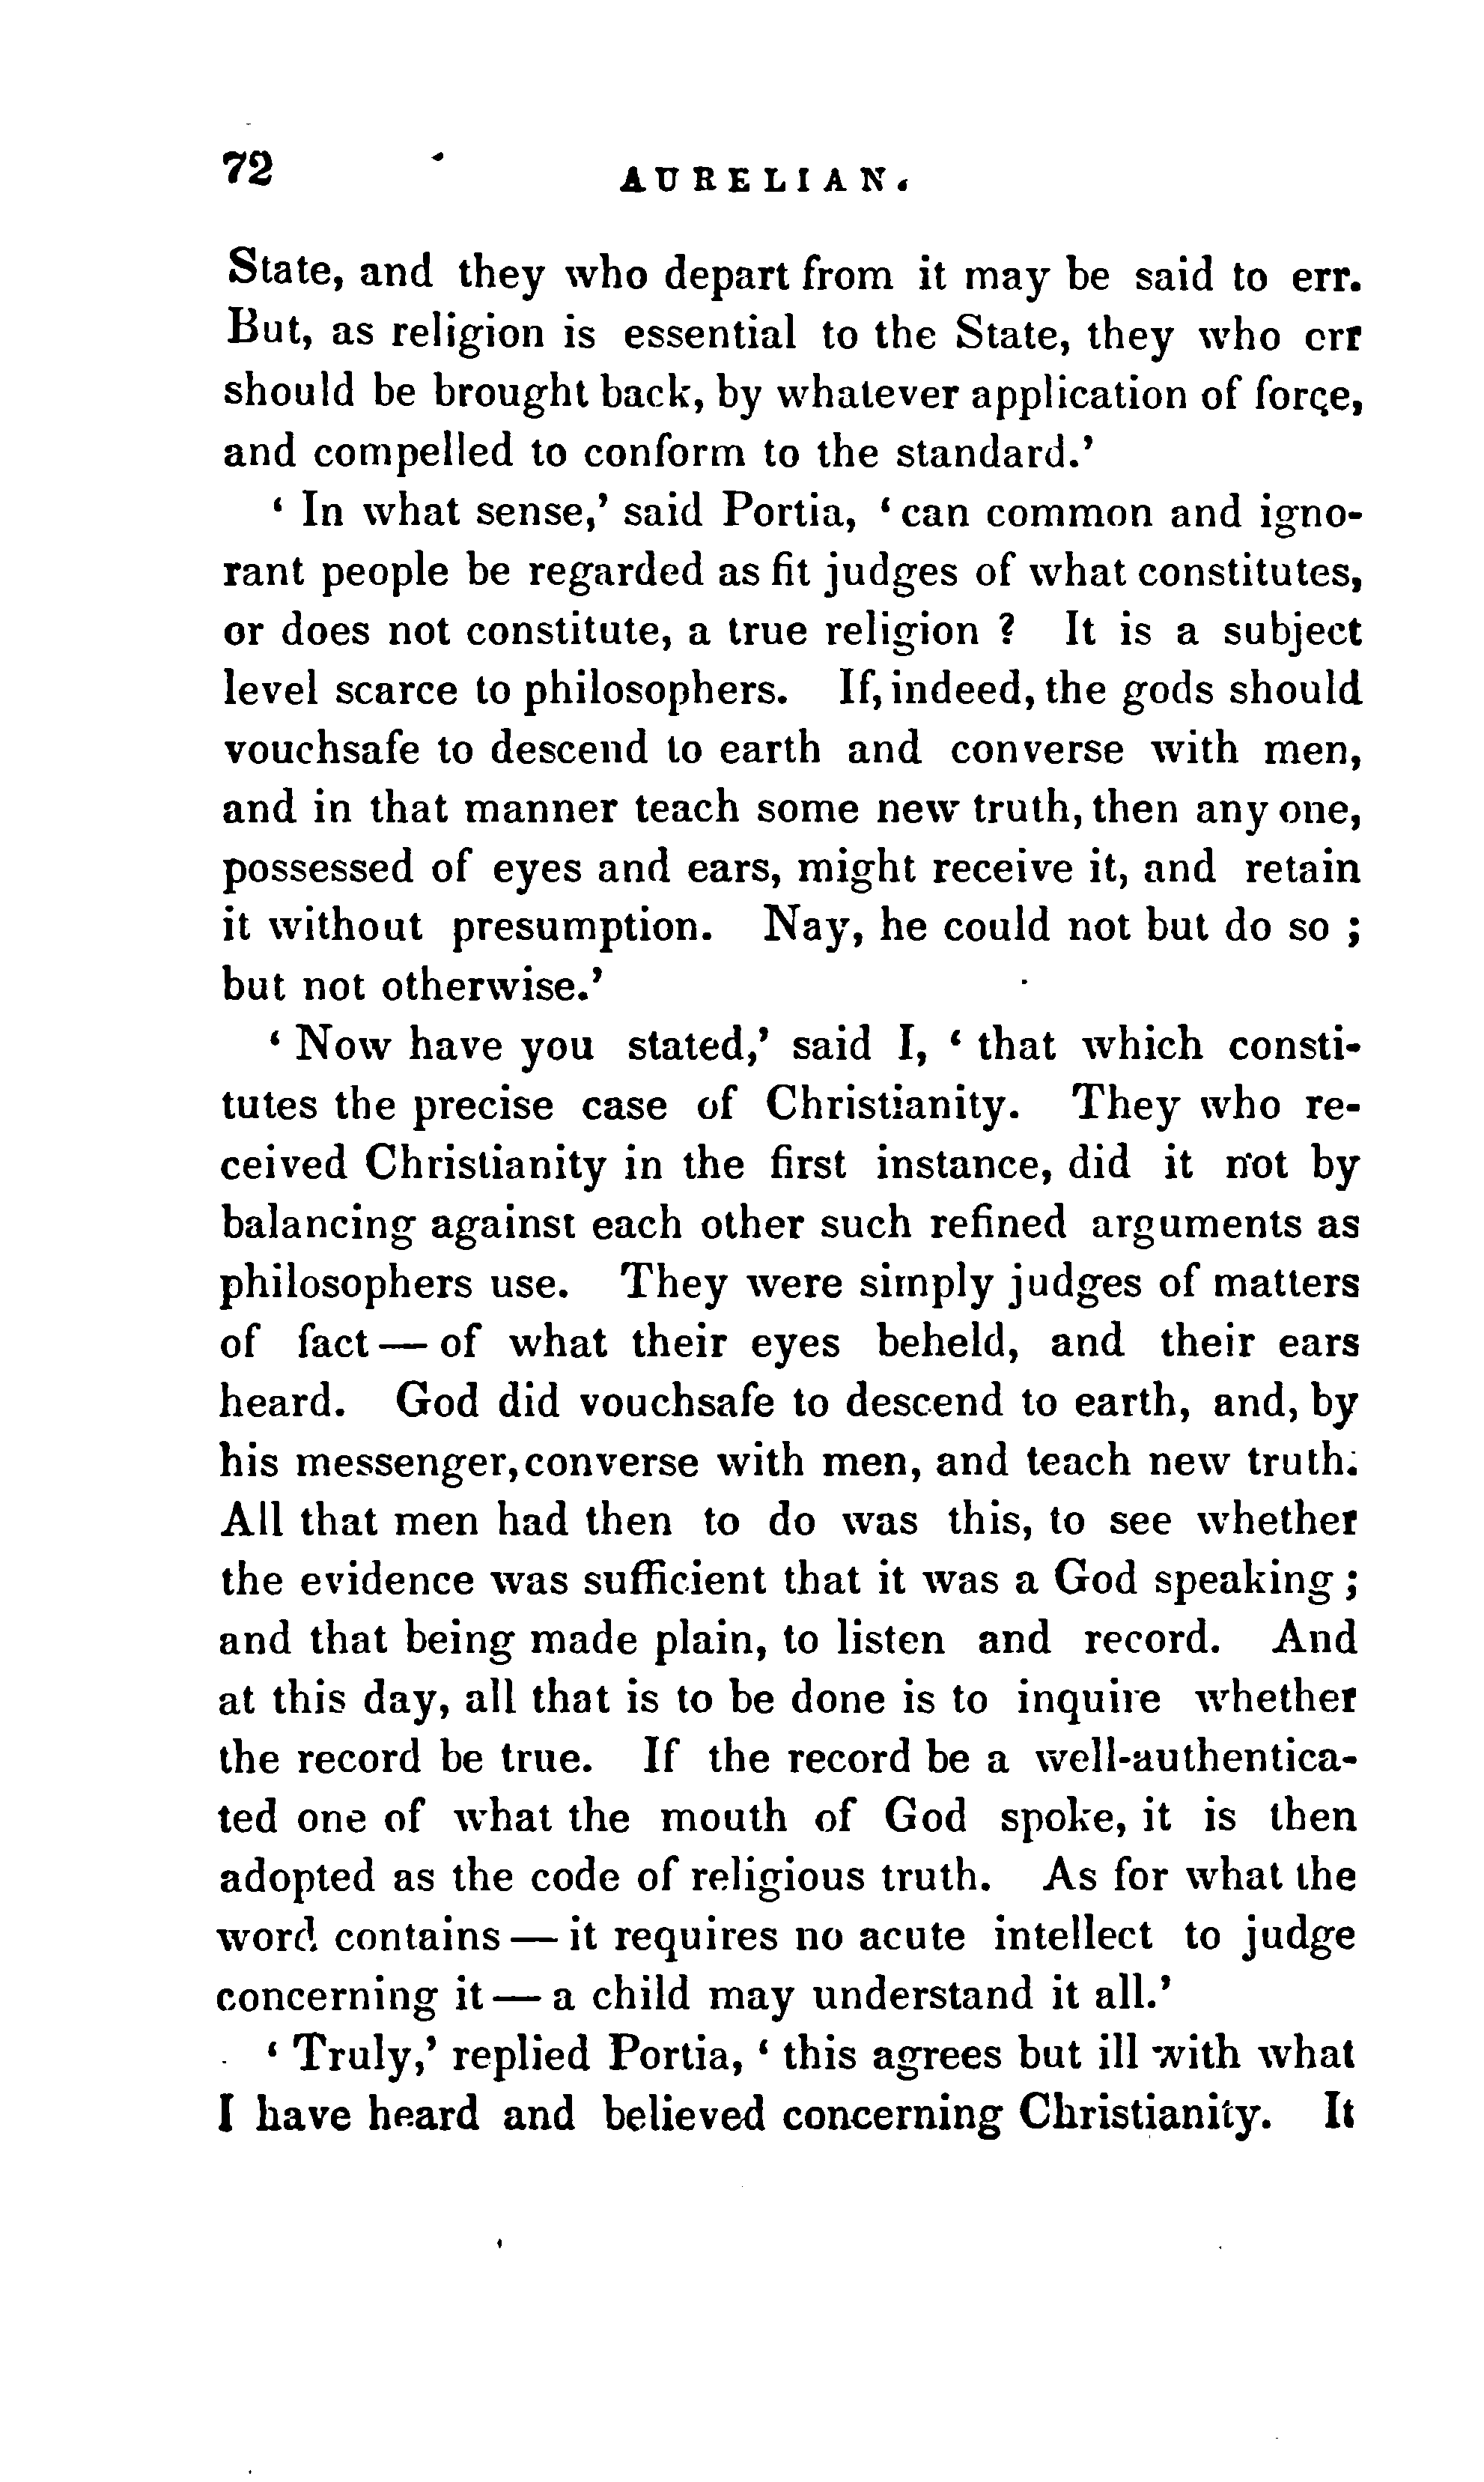 72
AURELIAN.
State, and they who depart from it may be said to err.
But, as religion is essential to the State, they who err
should be brought back, by whatever application of force,
and compelled to conform to the standard.’
‘ In what sense,’ said Portia, ‘ can common and igno-
rant people be regarded as fit judges of what constitutes,
or does not constitute, a true religion ? It is a subject
level scarce to philosophers. If, indeed, the gods should
vouchsafe to descend to earth and converse with men,
and in that manner teach some new truth, then any one,
possessed of eyes and ears, might receive it, and retain
it without presumption. Nay, he could not but do so ;
but not otherwise.’
‘ Now have you stated,’ said I, ‘ that which consti-
tutes the precise case of Christianity. They who re-
ceived Christianity in the first instance, did it not by
balancing against each other such refined arguments as
philosophers use. They were simply judges of matters
of fact — of what their eyes beheld, and their ears
heard. God did vouchsafe to descend to earth, and, by
his messenger, converse with men, and teach new truth.
All that men had then to do was this, to see whether
the evidence was sufficient that it was a God speaking ;
and that being made plain, to listen and record. And
at this day, all that is to be done is to inquire whether
the record be true. If the record be a well-authentica-
ted one of what the mouth of God spoke, it is then
adopted as the code of religious truth. As for what the
word contains — it requires no acute intellect to judge
concerning it — a child may understand it all.’
‘ Truly,’ replied Portia, ‘ this agrees but ill with what
I have heard and believed concerning Christianity. It